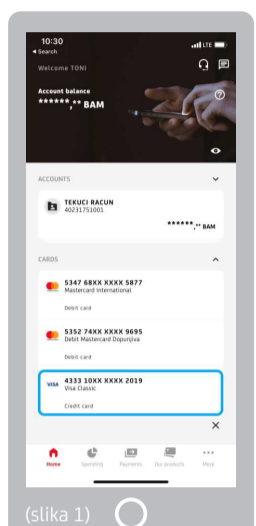 10:30
LTE
◄ Search
Welcome TONI
Account balance
******,** BAM
ACCOUNTS
TEKUCI RACUN
40231751001
******,** BAM
CARDS
5347 68XX XXXX 5877
Mastercard International
Debit card
5352 74XX XXXX 9695
Debit Mastercard Dopunjiva
Debit card
VISA
4333 10XX XXXX 2019
Visa Classic
Credit card
Home
Spending
Payments
Our products
More
(slika 1)